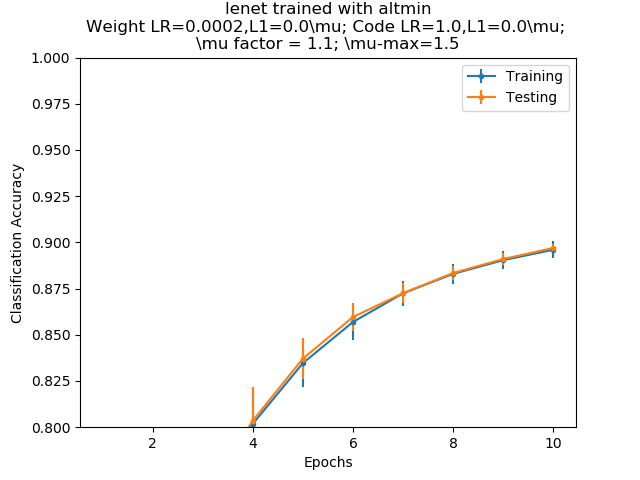 lenet trained with altmin
Weight LR=0.0002,L1=0.0\mu; Code LR=1.0,L1=0.0\mu;
\mu factor = 1.1; \mu-max=1.5
1.000
0.975
0.950
0.925
0.900
0.875
0.850
0.825
0.800
Classification Accuracy
Training
Testing
2 4 6 8 10
Epochs